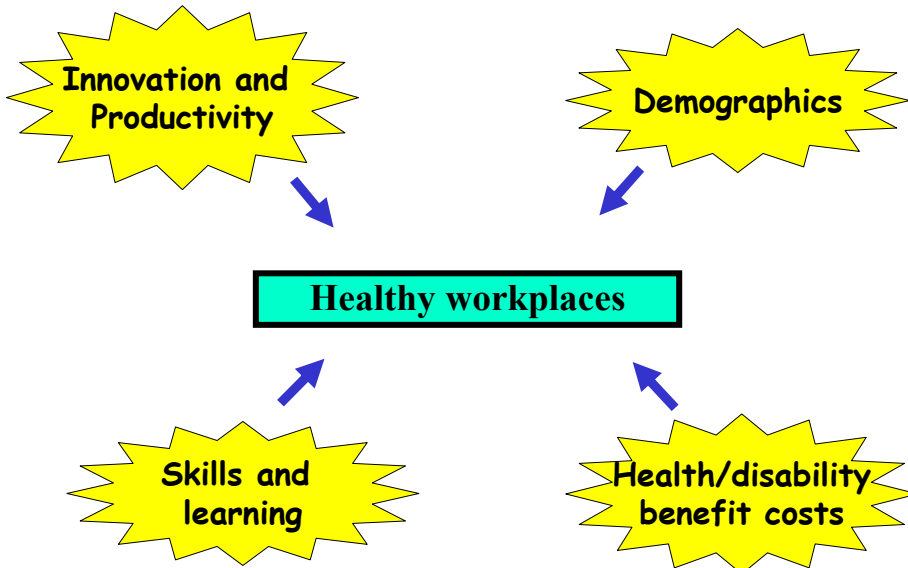 Innovation and
Productivity
Demographics
Healthy workplaces
Skills and
learning
Health/disability
benefit costs